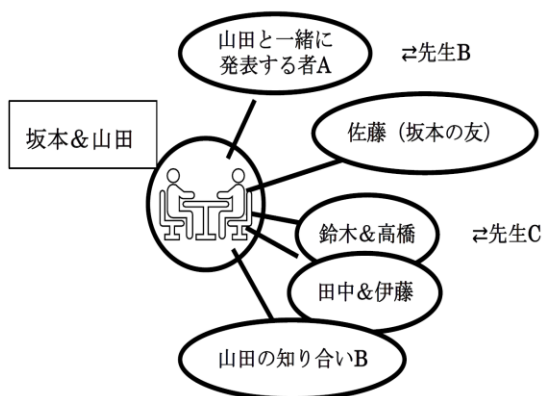 山田と一緒に
発表する者A
⇄先生B
坂本&山田
佐藤（坂本の友）
鈴木&高橋
⇄先生C
田中&伊藤
山田の知り合いB